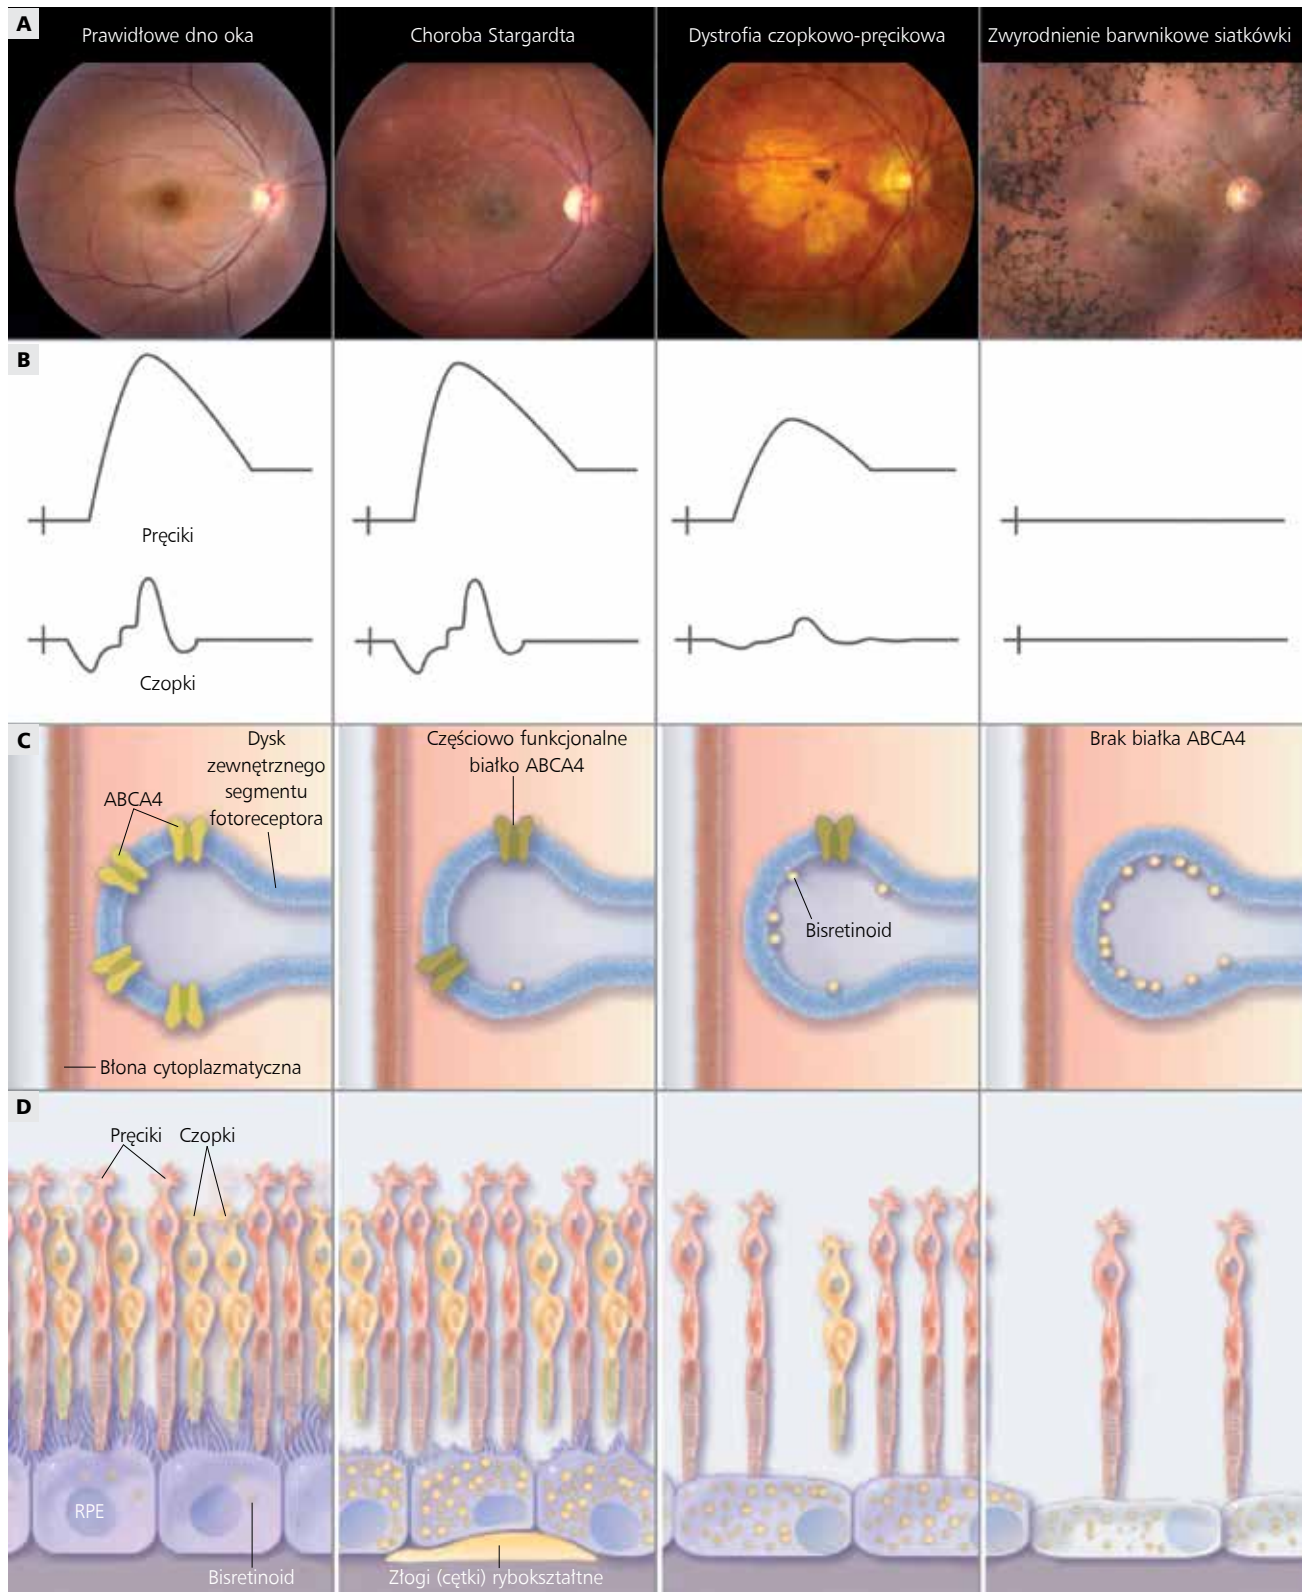 A
Prawidłowe dno oka
Choroba Stargardta
Dystrofia czopkowo-pręcikowa
Zwyrodnienie barwnikowe siatkówki
B
Pręciki
Czopki
C
ABCA4
Dysk
zewnętrznego
segmentu
fotoreceptora
Błona cytoplazmatyczna
Częściowo funkcjonalne
białko ABCA4
Bisretinoid
Brak białka ABCA4
D
Pręciki
Czopki
RPE
Bisretinoid
Złogi (cętki) rybokształtne